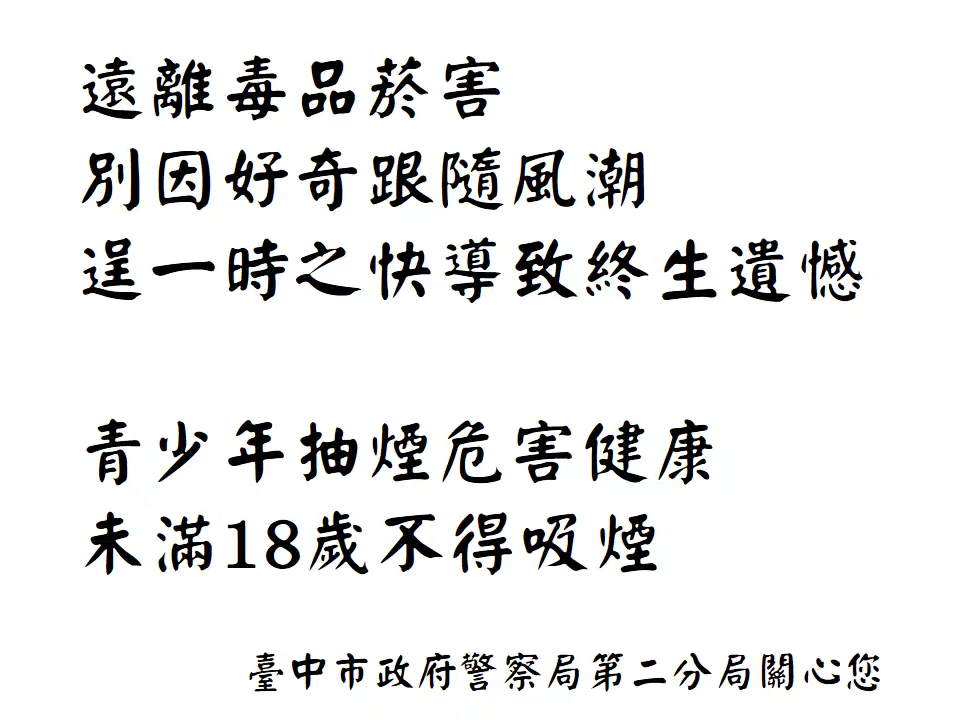 遠離毒品菸害
別因好奇跟隨風潮
逞一時之快導致終生遺憾
青少年抽煙危害健康
未滿18歲不得吸煙
臺中市政府警察局第二分局關心您